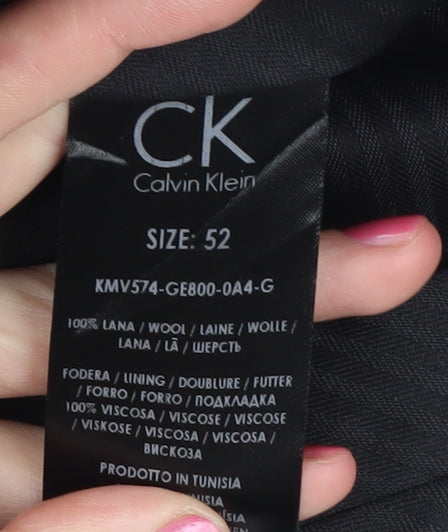 CK
Calvin Klein
SIZE: 52
KMV574-GE800-0A4-G
100% LANA / WOOL / LAINE / WOLLE /
LANA / LÃ / ШЕРСТЬ
FODERA / LINING / DOUBLURE / FUTTER
/ FORRO / FORRO / ПОДКЛАДКА
100% VISCOSA / VISCOSE / VISCOSE
/ VISKOSE / VISCOSA / VISCOSA /
ВИСКОЗА
PRODOTTO IN TUNISIA